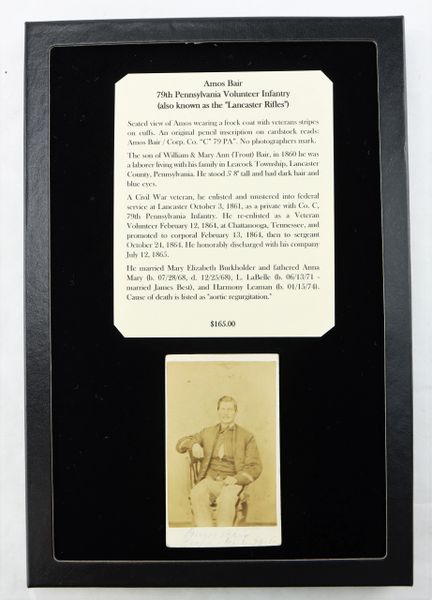 Amos Bair
79th Pennsylvania Volunteer Infantry
(also known as the "Lancaster Rifles")
Seated view of Amos wearing a frock coat with veterans stripes
on cuffs. An original pencil inscription on cardstock reads:
Amos Bair / Corp. Co. "C" 79 PA". No photographers mark.
The son of William & Mary Ann (Trout) Bair, in 1860 he was
a laborer living with his family in Leacock Township, Lancaster
County, Pennsylvania. He stood 5' 8" tall and had dark hair and
blue eyes.
A Civil War veteran, he enlisted and mustered into federal
service at Lancaster October 3, 1861, as a private with Co. C,
79th Pennsylvania Infantry. He re-enlisted as a Veteran
Volunteer February 12, 1864, at Chattanooga, Tennessee, and
promoted to corporal February 13, 1864, then to sergeant
October 24, 1864. He honorably discharged with his company
July 12, 1865.
He married Mary Elizabeth Burkholder and fathered Anna
Mary (b. 07/28/68, d. 12/25/68), L. LaBelle (b. 06/13/71 -
married James Best), and Harmony Leaman (b. 01/15/74).
Cause of death is listed as "aortic regurgitation."
$165.00
Amos Bair